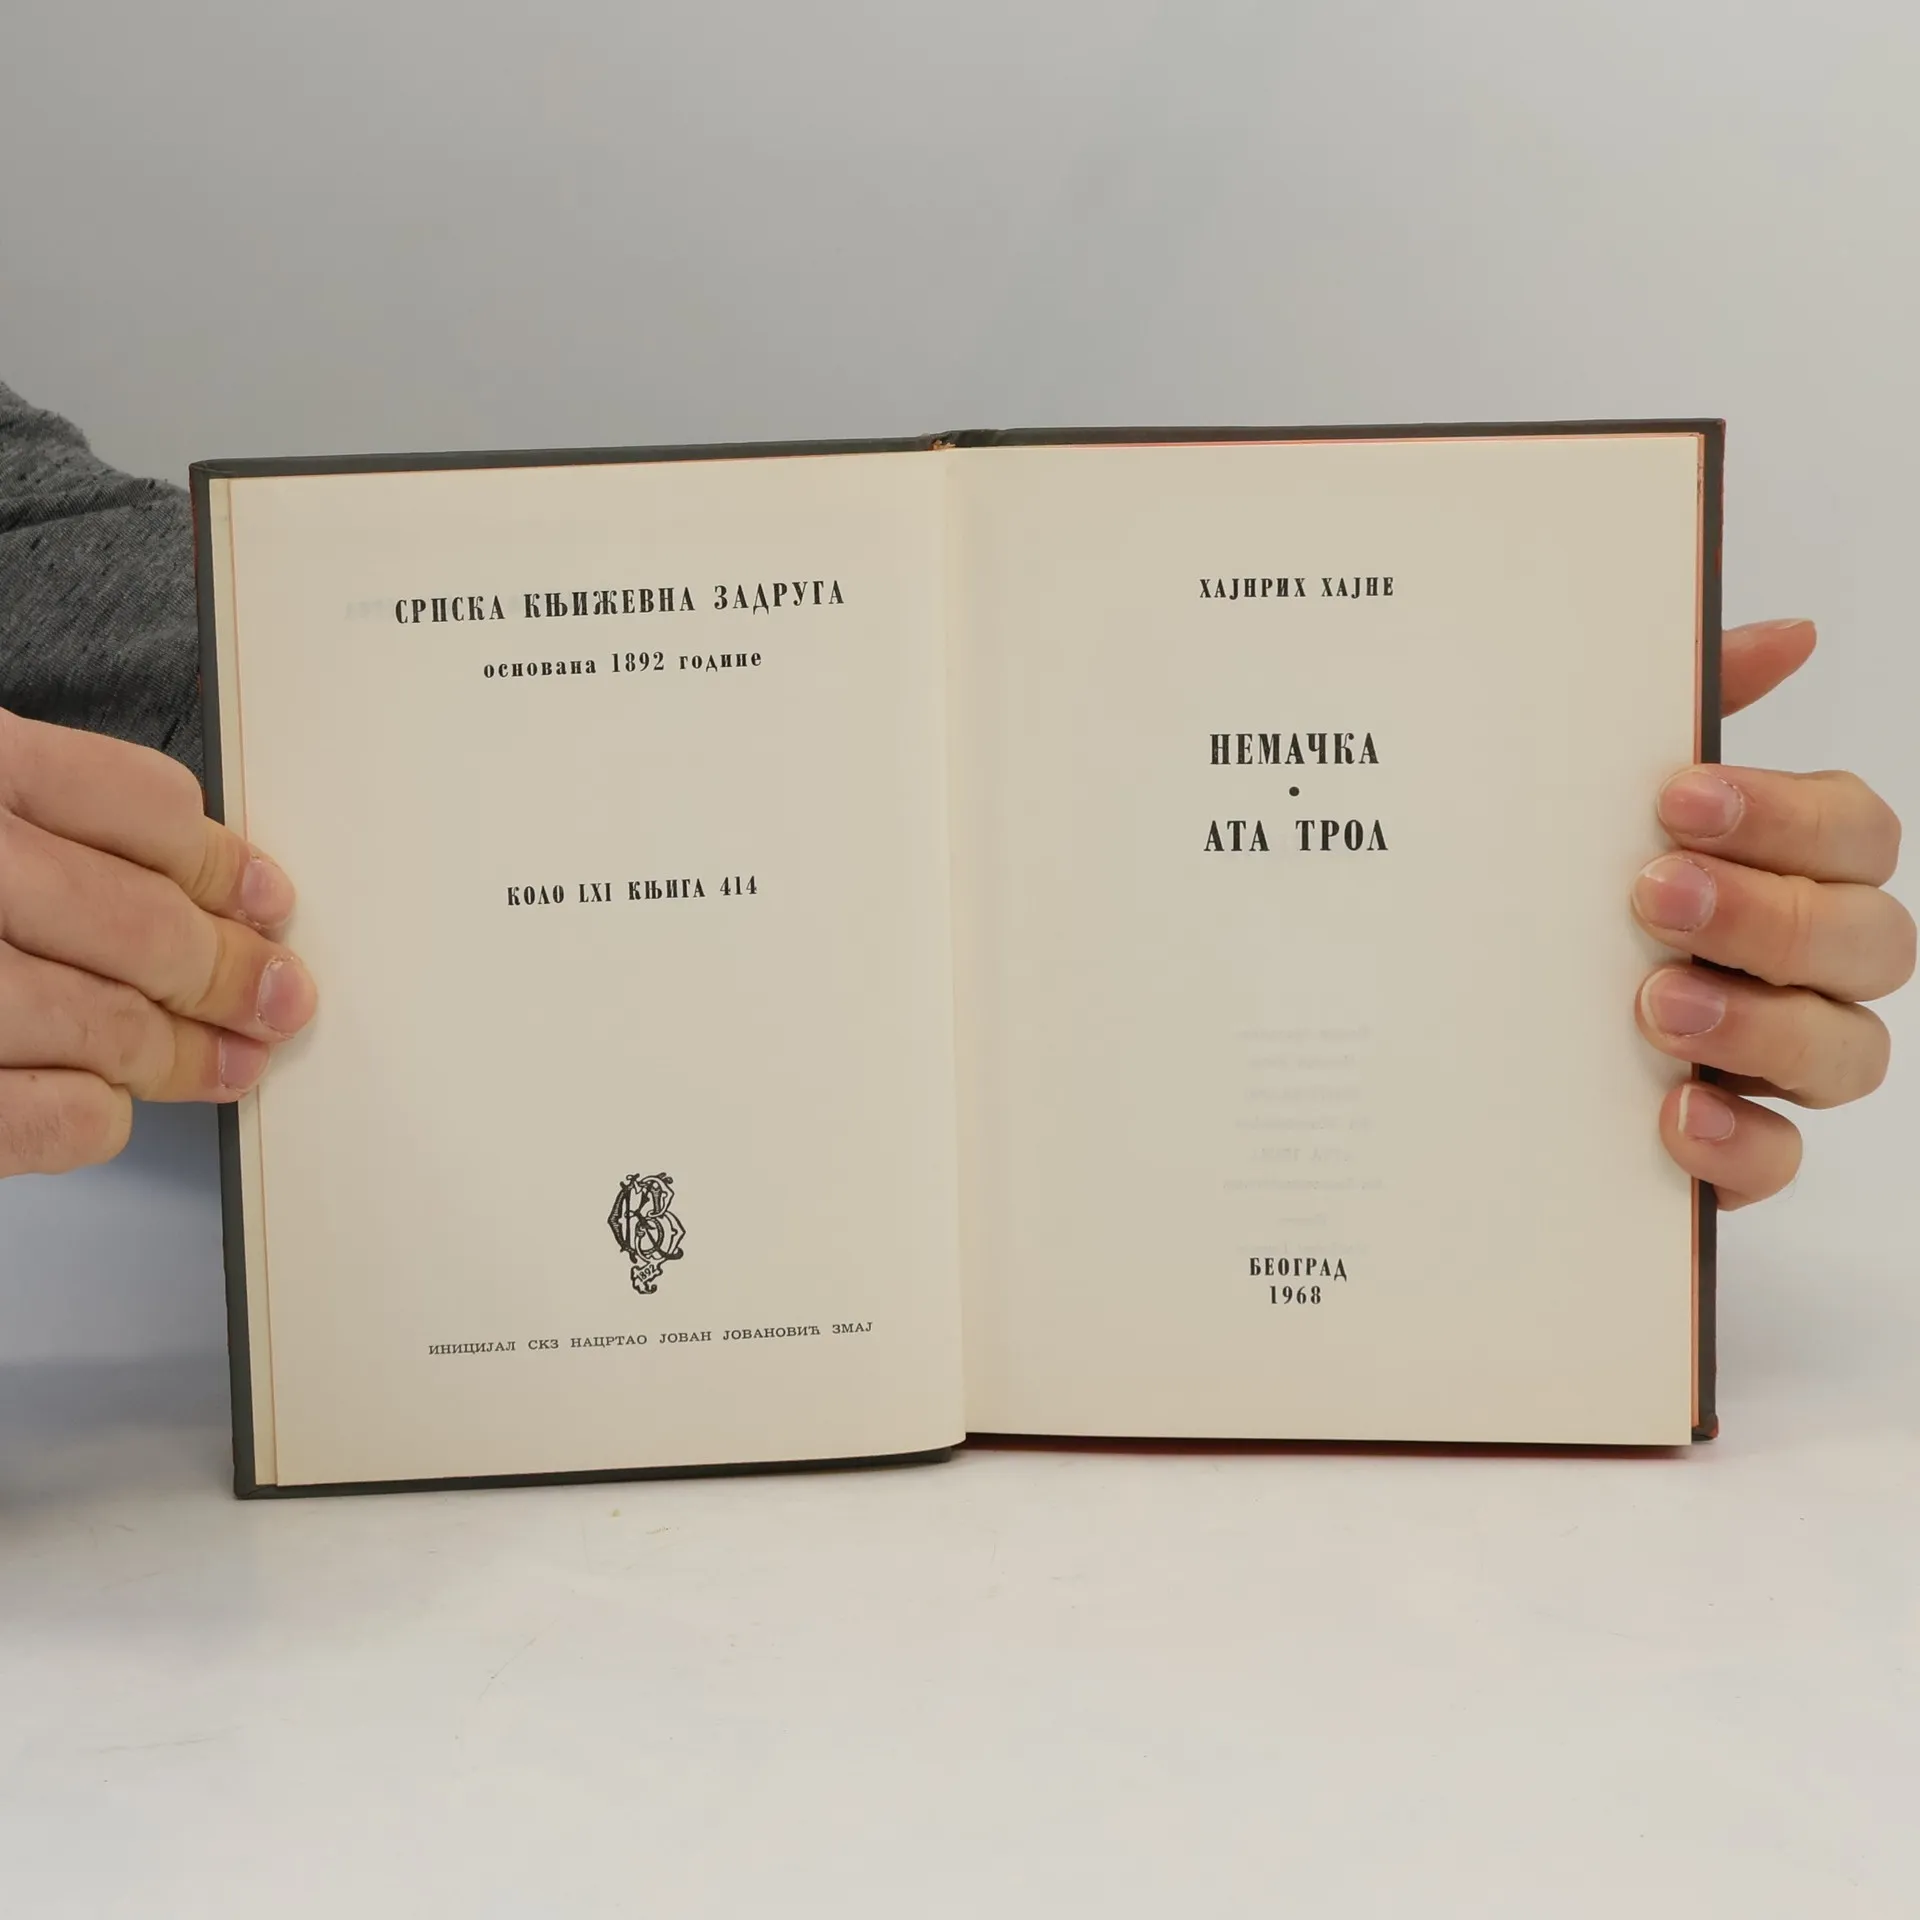 СРПСКА КЊИЖЕВНА ЗАДРУГА
основана 1892 године
КОЛО LXI КЊИГА 414
1892
ИНИЦИЈАЛ СКЗ НАЦРТАО ЈОВАН ЈОВАНОВИЋ ЗМАЈ
ХАЈНРИХ ХАЈНЕ
НЕМАЧКА
•
АТА ТРОЛ
БЕОГРАД
1968